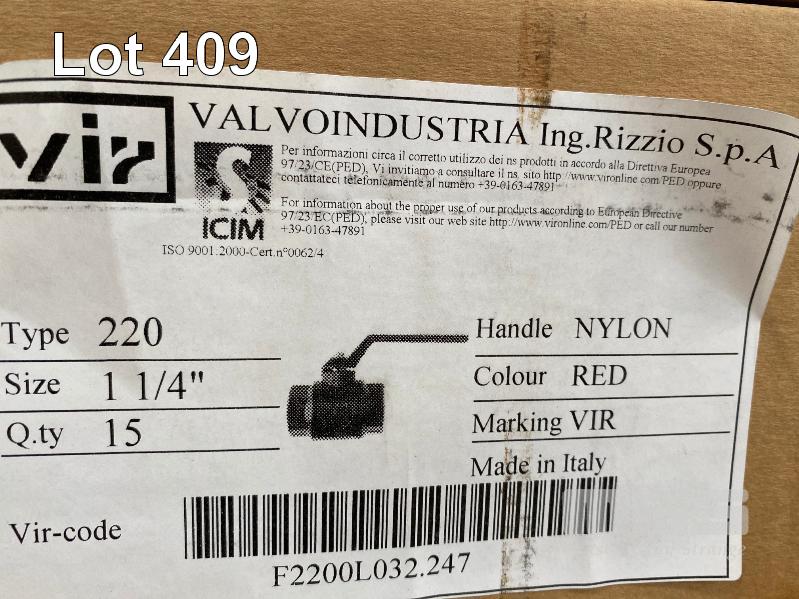 Lot 409
vir
VALVOINDUSTRIA Ing.Rizzio S.p.A
Per informazioni circa il corretto utilizzo dei ns prodotti in accordo alla Direttiva Europea
97/23/CE(PED), Vi invitiamo a consultare il ns. sito http://www.vironline.com/PED oppure
contattateci telefonicamente al numero +39-0163-47891
For information about the proper use of our products according to European Directive
97/23/EC(PED), please visit our web site http://www.vironline.com/PED or call our number
+39-0163-47891
ICIM
ISO 9001:2000-Cert.n°0062/4
Type 220
Size 1 1/4"
Q.ty 15
Handle NYLON
Colour RED
Marking VIR
Made in Italy
Vir-code
F2200L032.247